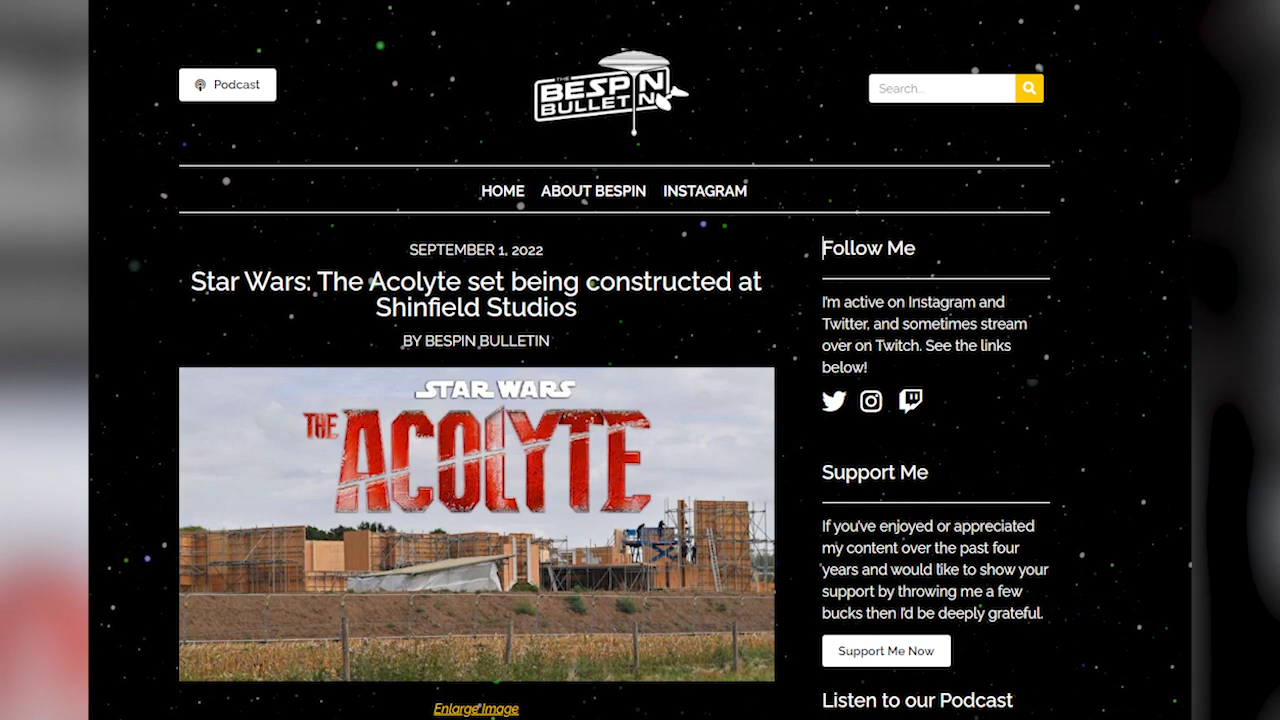 Podcast
THE
BESPIN
BULLETIN
Search...
HOME ABOUT BESPIN INSTAGRAM
SEPTEMBER 1, 2022
Star Wars: The Acolyte set being constructed at
Shinfield Studios
BY BESPIN BULLETIN
STAR WARS
THE ACOLYTE
Enlarge Image
Follow Me
I'm active on Instagram and
Twitter, and sometimes stream
over on Twitch. See the links
below!
Support Me
If you've enjoyed or appreciated
my content over the past four
years and would like to show your
support by throwing me a few
bucks then I'd be deeply grateful.
Support Me Now
Listen to our Podcast